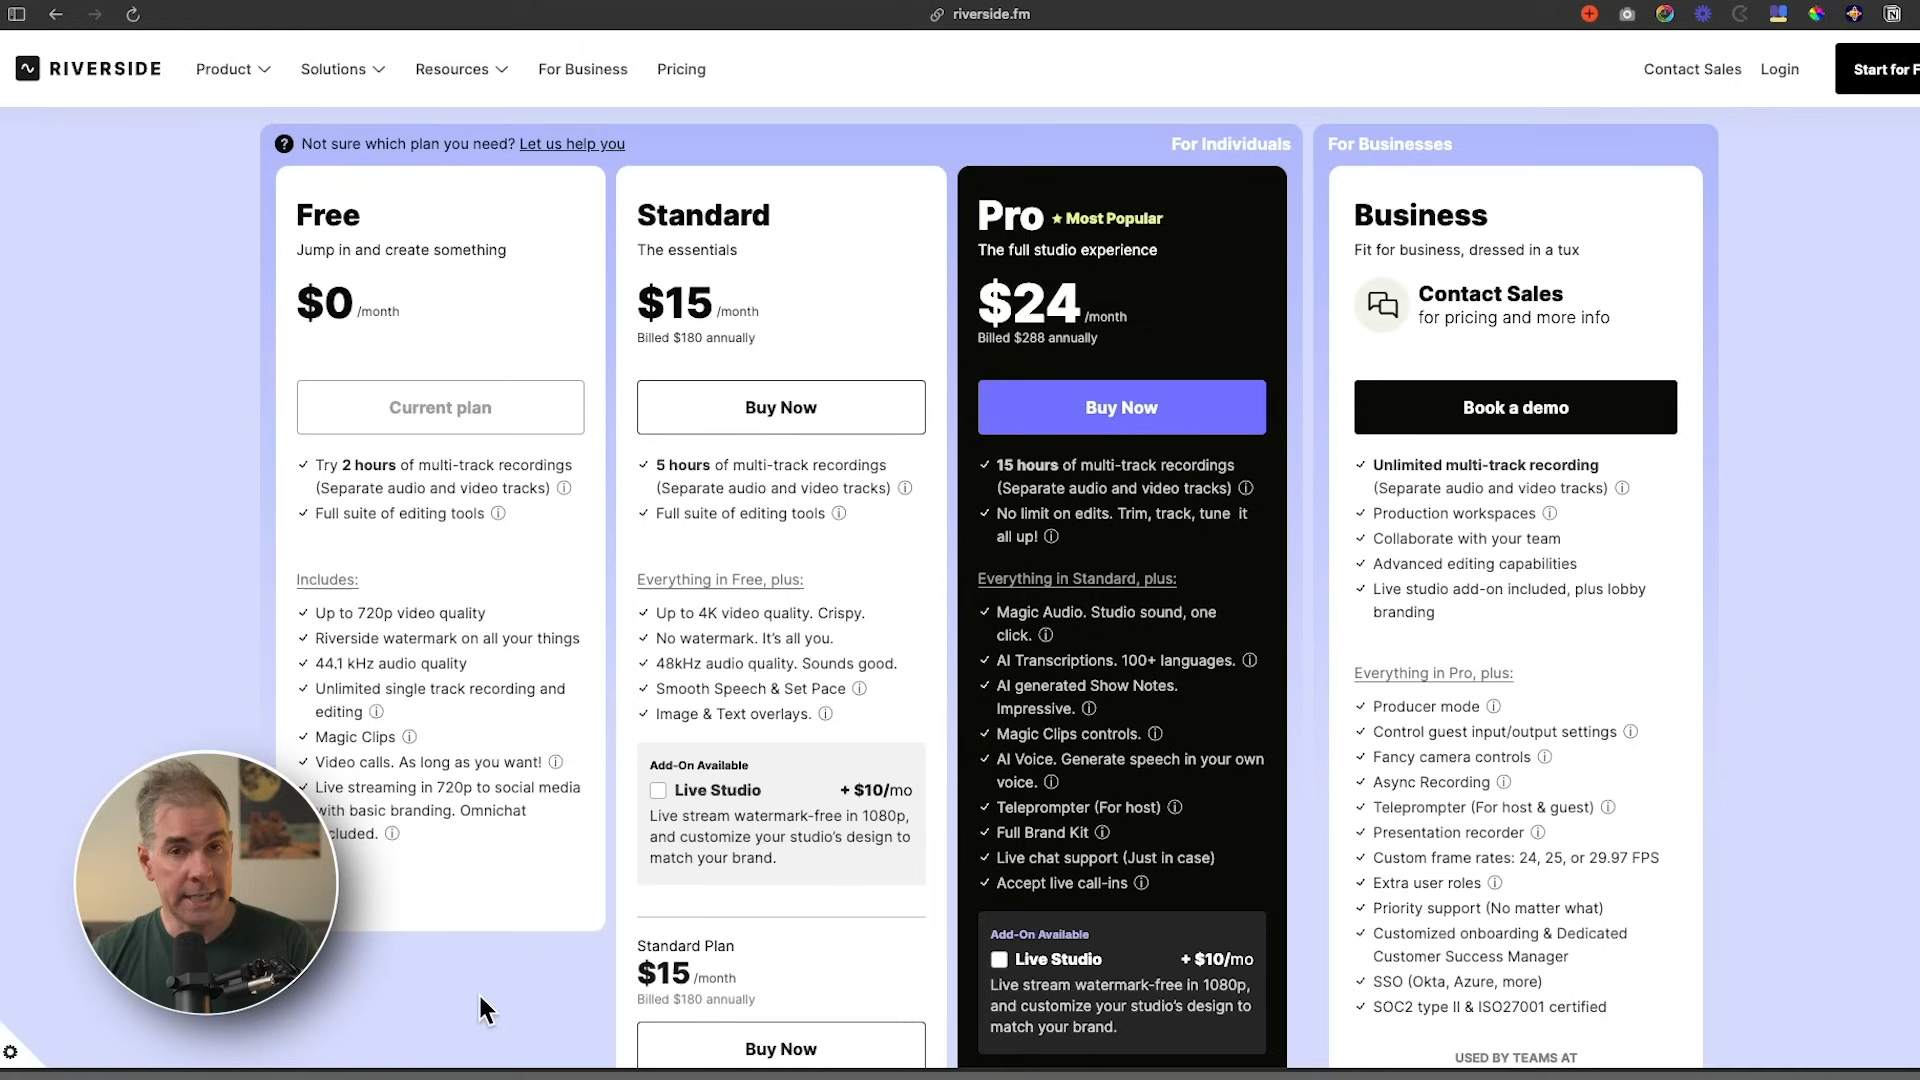 riverside.fm
RIVERSIDE
Product
Solutions
Resources
For Business
Pricing
Contact Sales
Login
Start for F
Not sure which plan you need? Let us help you
For Individuals
For Businesses
Free
Jump in and create something
$0 /month
Current plan
Try 2 hours of multi-track recordings
(Separate audio and video tracks)
Full suite of editing tools
Includes:
Up to 720p video quality
Riverside watermark on all your things
44.1 kHz audio quality
Unlimited single track recording and
editing
Magic Clips
Video calls. As long as you want!
Live streaming in 720p to social media
with basic branding. Omnichat
cluded.
Standard
The essentials
$15 /month
Billed $180 annually
Buy Now
5 hours of multi-track recordings
(Separate audio and video tracks)
Full suite of editing tools
Everything in Free, plus:
Up to 4K video quality. Crispy.
No watermark. It's all you.
48kHz audio quality. Sounds good.
Smooth Speech & Set Pace
Image & Text overlays.
Add-On Available
Live Studio + $10/mo
Live stream watermark-free in 1080p,
and customize your studio's design to
match your brand.
Standard Plan
$15 /month
Billed $180 annually
Buy Now
Pro ★ Most Popular
The full studio experience
$24 /month
Billed $288 annually
Buy Now
15 hours of multi-track recordings
(Separate audio and video tracks)
No limit on edits. Trim, track, tune it
all up!
Everything in Standard, plus:
Magic Audio. Studio sound, one
click.
AI Transcriptions. 100+ languages.
AI generated Show Notes.
Impressive.
Magic Clips controls.
AI Voice. Generate speech in your own
voice.
Teleprompter (For host)
Full Brand Kit
Live chat support (Just in case)
Accept live call-ins
Add-On Available
Live Studio + $10/mo
Live stream watermark-free in 1080p,
and customize your studio's design to
match your brand.
Business
Fit for business, dressed in a tux
Contact Sales
for pricing and more info
Book a demo
Unlimited multi-track recording
(Separate audio and video tracks)
Production workspaces
Collaborate with your team
Advanced editing capabilities
Live studio add-on included, plus lobby
branding
Everything in Pro, plus:
Producer mode
Control guest input/output settings
Fancy camera controls
Async Recording
Teleprompter (For host & guest)
Presentation recorder
Custom frame rates: 24, 25, or 29.97 FPS
Extra user roles
Priority support (No matter what)
Customized onboarding & Dedicated
Customer Success Manager
SSO (Okta, Azure, more)
SOC2 type II & ISO27001 certified
USED BY TEAMS AT